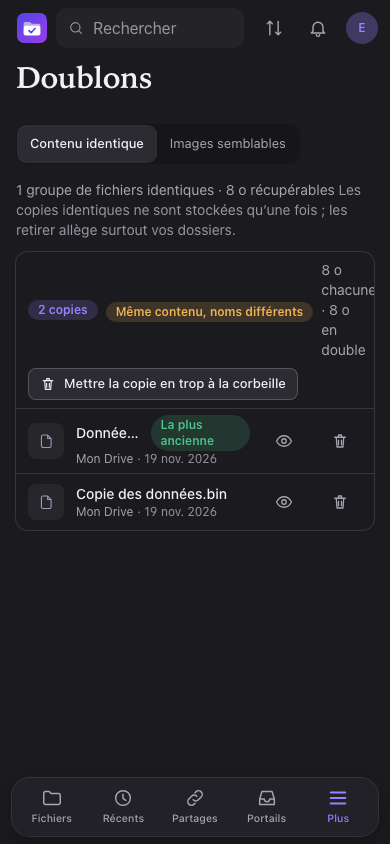 Rechercher
E
Doublons
Contenu identique
Images semblables
1 groupe de fichiers identiques · 8 o récupérables Les
copies identiques ne sont stockées qu'une fois ; les
retirer allège surtout vos dossiers.
2 copies
Même contenu, noms différents
8 o
chacune
· 8 o
en
double
Mettre la copie en trop à la corbeille
Donnée...
La plus
ancienne
Mon Drive · 19 nov. 2026
Copie des données.bin
Mon Drive · 19 nov. 2026
Fichiers
Récents
Partages
Portails
Plus